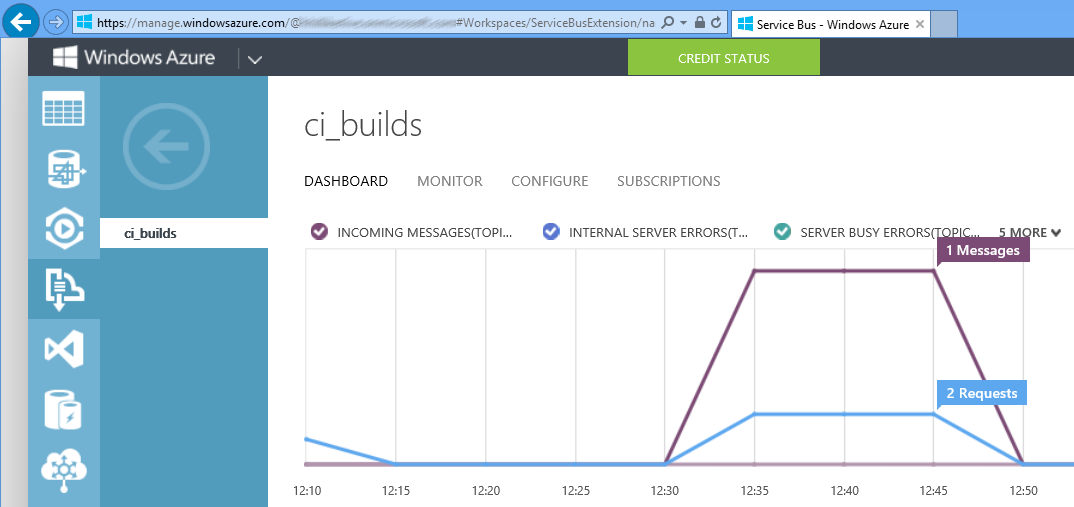 https://manage.windowsazure.com/@ #Workspaces/ServiceBusExtension/na
Service Bus - Windows Azure
Windows Azure
CREDIT STATUS
ci_builds
DASHBOARD MONITOR CONFIGURE SUBSCRIPTIONS
ci_builds
INCOMING MESSAGES(TOPI... INTERNAL SERVER ERRORS(T... SERVER BUSY ERRORS(TOPIC... 5 MORE
1 Messages
2 Requests
12:10 12:15 12:20 12:25 12:30 12:35 12:40 12:45 12:50